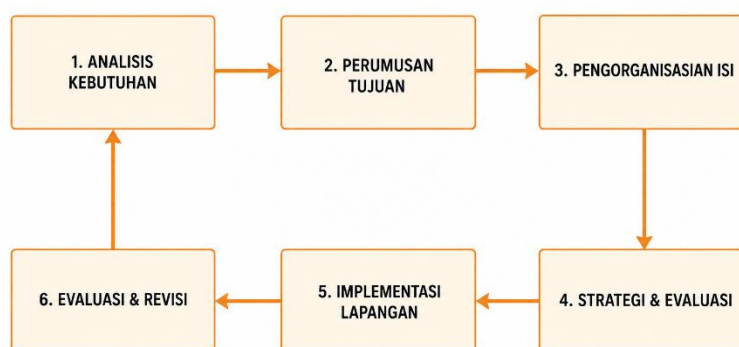 1. ANALISIS
KEBUTUHAN
2. PERUMUSAN
TUJUAN
3. PENGORGANISASIAN ISI
4. STRATEGI & EVALUASI
5. IMPLEMENTASI
LAPANGAN
6. EVALUASI & REVISI